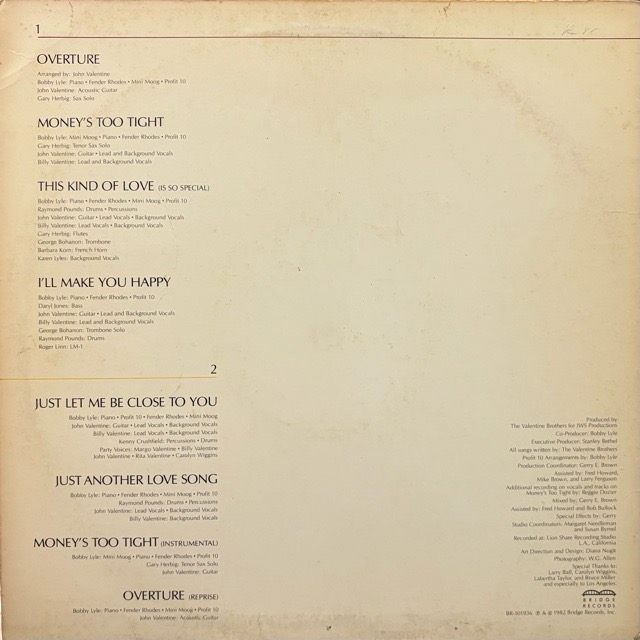 1
OVERTURE
Arranged by: John Valentine
Bobby Lyle: Piano • Fender Rhodes • Mini Moog • Profit 10
John Valentine: Acoustic Guitar
Gary Herbig: Sax Solo
MONEY'S TOO TIGHT
Bobby Lyle: Mini Moog • Piano • Fender Rhodes • Profit 10
Gary Herbig: Tenor Sax Solo
John Valentine: Guitar • Lead and Background Vocals
Billy Valentine: Lead and Background Vocals
THIS KIND OF LOVE (IS SO SPECIAL)
Bobby Lyle: Piano • Fender Rhodes • Mini Moog • Profit 10
Raymond Pounds: Drums • Percussions
John Valentine: Guitar • Lead Vocals • Background Vocals
Billy Valentine: Lead Vocals • Background Vocals
Gary Herbig: Flutes
George Bohanon: Trombone
Barbara Korn: French Horn
Karen Lyles: Background Vocals
I'LL MAKE YOU HAPPY
Bobby Lyle: Piano • Fender Rhodes • Profit 10
Daryl Jones: Bass
John Valentine: Guitar • Lead and Background Vocals
Billy Valentine: Lead and Background Vocals
George Bohanon: Trombone Solo
Raymond Pounds: Drums
Roger Linn: LM-1
2
JUST LET ME BE CLOSE TO YOU
Bobby Lyle: Piano • Profit 10 • Fender Rhodes • Mini Moog
John Valentine: Guitar • Lead Vocals • Background Vocals
Billy Valentine: Lead Vocals • Background Vocals
Kenny Crushfield: Percussions • Drums
Party Voices: Margo Valentine • Billy Valentine
John Valentine • Rita Valentine • Carolyn Wiggins
JUST ANOTHER LOVE SONG
Bobby Lyle: Piano • Fender Rhodes • Mini Moog • Profit 10
Raymond Pounds: Drums • Percussions
John Valentine: Lead Vocals • Background Vocals
Billy Valentine: Background Vocals
MONEY'S TOO TIGHT (INSTRUMENTAL)
Bobby Lyle: Mini Moog • Piano • Fender Rhodes • Profit 10
Gary Herbig: Tenor Sax Solo
John Valentine: Guitar
OVERTURE (REPRISE)
Bobby Lyle: Piano • Fender Rhodes • Mini Moog • Profit 10
John Valentine: Acoustic Guitar
Produced by:
The Valentine Brothers for JWS Productions
Co-Producer: Bobby Lyle
Executive Producer: Stanley Bethel
All songs written by: The Valentine Brothers
Profit 10 Arrangements by: Bobby Lyle
Production Coordinator: Gerry E. Brown
Assisted by: Fred Howard,
Mike Brown, and Larry Ferguson
Additional recording on vocals and tracks on
Money's Too Tight by: Reggie Dozier
Mixed by: Gerry E. Brown
Assisted by: Fred Howard and Bob Bullock
Special Effects by: Gerry
Studio Coordinators: Margaret Needleman
and Susan Byrnel
Recorded at: Lion Share Recording Studio
L.A., California
Art Direction and Design: Diana Nugit
Photography: W.G. Allen
Special Thanks to:
Larry Ball, Carolyn Wiggins,
Labertha Taylor, and Bruce Miller
and especially to Los Angeles.
BRIDGE
RECORDS
BR-501936 ℗ & © 1982 Bridge Records, Inc.